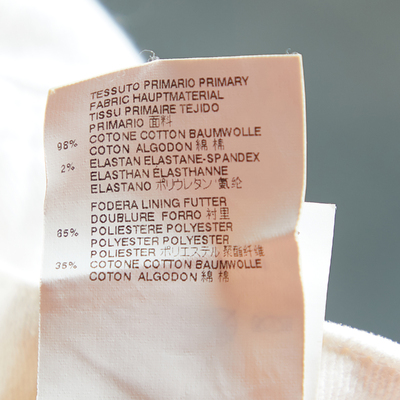 TESSUTO PRIMARIO PRIMARY
FABRIC HAUPTMATERIAL
TISSU PRIMAIRE TEJIDO
PRIMARIO 面料
98% COTONE COTTON BAUMWOLLE
COTON ALGODON 綿 棉
2% ELASTAN ELASTANE-SPANDEX
ELASTHAN ÉLASTHANNE
ELASTANO ポリウレタン 氨纶
FODERA LINING FUTTER
DOUBLURE FORRO 衬里
65% POLIESTERE POLYESTER
POLYESTER POLYESTER
POLIESTER ポリエステル 聚酯纤维
35% COTONE COTTON BAUMWOLLE
COTON ALGODON 綿 棉